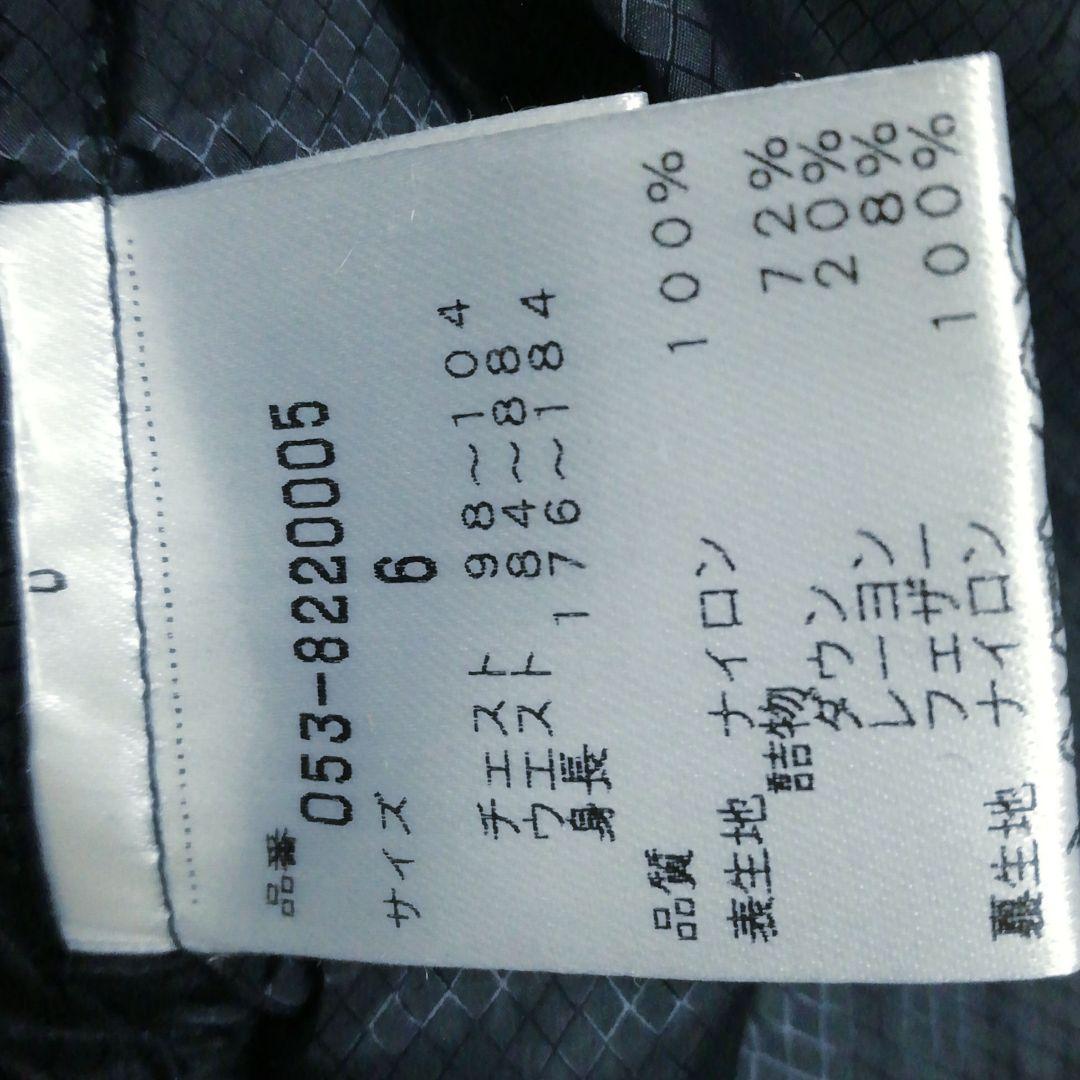 品番
053-8220005
サイズ 6
チェスト 98〜104
ウエスト 84〜88
身長 176〜184
品質
表生地 ナイロン 100%
詰物
ダウン 72%
レーヨン 20%
フェザー 8%
裏生地 ナイロン 100%